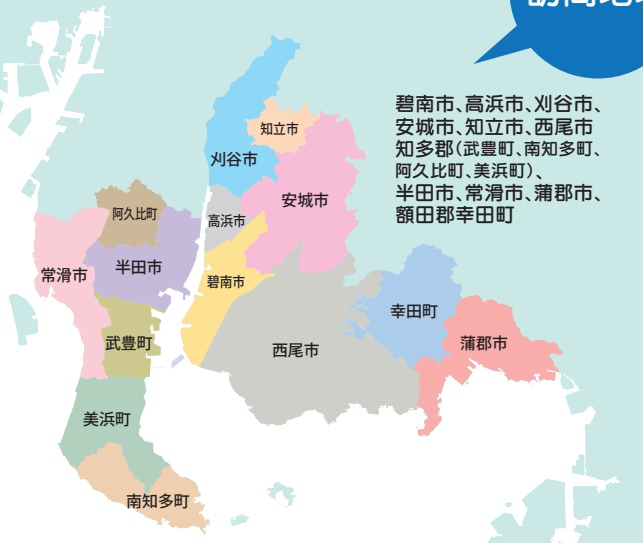 碧南市、高浜市、刈谷市、
安城市、知立市、西尾市
知多郡(武豊町、南知多町、
阿久比町、美浜町)、
半田市、常滑市、蒲郡市、
額田郡幸田町
知立市
刈谷市
安城市
阿久比町
高浜市
半田市
常滑市
碧南市
幸田町
武豊町
西尾市
蒲郡市
美浜町
南知多町